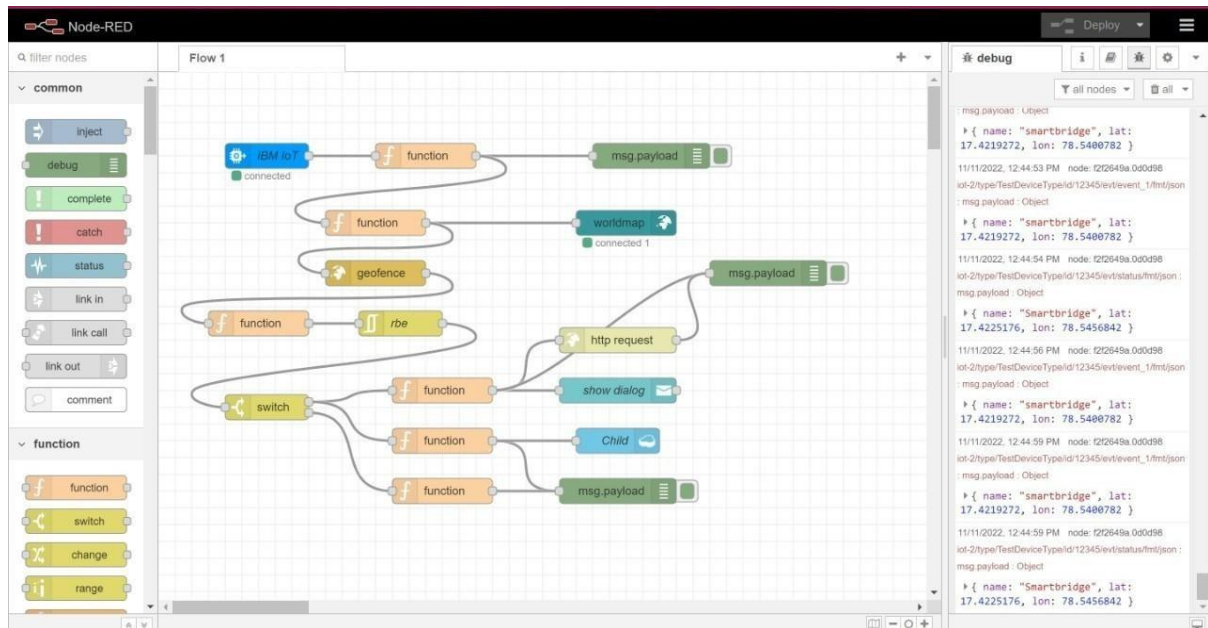 Node-RED
Deploy
filter nodes
Flow 1
debug
i
common
all nodes
all
inject
debug
complete
catch
status
link in
link call
link out
comment
function
function
switch
change
range
IBM IoT
connected
function
msg.payload
function
worldmap
connected 1
geofence
msg.payload
function
rbe
http request
function
show dialog
switch
function
Child
function
msg.payload
: msg.payload : Object
{ name: "smartbridge", lat:
17.4219272, lon: 78.5400782 }
11/11/2022, 12:44:53 PM node: f2f2649a.0d0d98
iot-2/type/TestDeviceType/id/12345/evt/event_1/fmt/json
: msg.payload : Object
{ name: "smartbridge", lat:
17.4219272, lon: 78.5400782 }
11/11/2022, 12:44:54 PM node: f2f2649a.0d0d98
iot-2/type/TestDeviceType/id/12345/evt/status/fmt/json :
msg.payload : Object
{ name: "Smartbridge", lat:
17.4225176, lon: 78.5456842 }
11/11/2022, 12:44:56 PM node: f2f2649a.0d0d98
iot-2/type/TestDeviceType/id/12345/evt/event_1/fmt/json
: msg.payload : Object
{ name: "smartbridge", lat:
17.4219272, lon: 78.5400782 }
11/11/2022, 12:44:59 PM node: f2f2649a.0d0d98
iot-2/type/TestDeviceType/id/12345/evt/event_1/fmt/json
: msg.payload : Object
{ name: "smartbridge", lat:
17.4219272, lon: 78.5400782 }
11/11/2022, 12:44:59 PM node: f2f2649a.0d0d98
iot-2/type/TestDeviceType/id/12345/evt/status/fmt/json :
msg.payload : Object
{ name: "Smartbridge", lat:
17.4225176, lon: 78.5456842 }